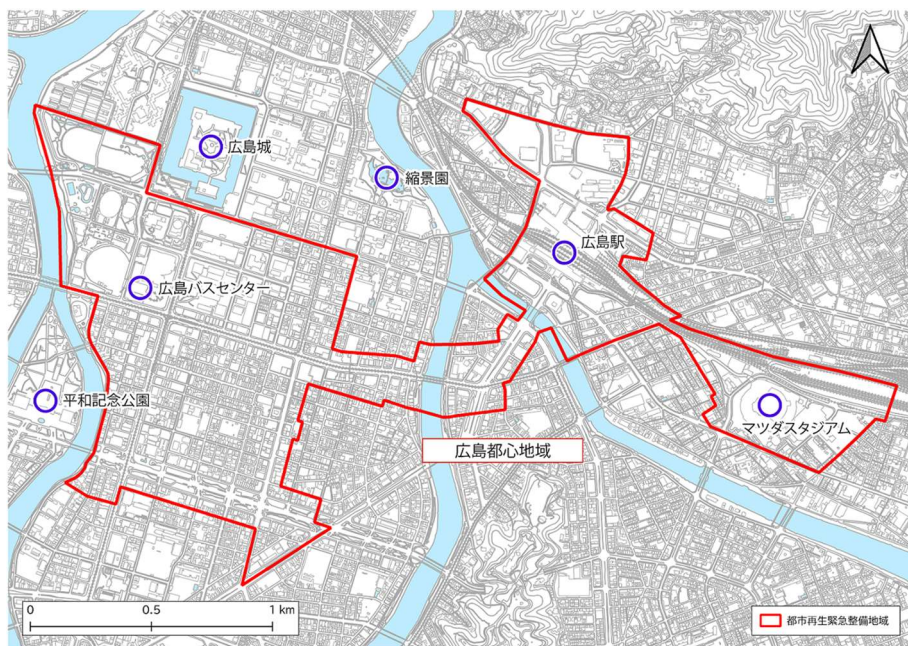 広島城
縮景園
広島駅
広島バスセンター
平和記念公園
マツダスタジアム
広島都心地域
0 0.5 1 km
都市再生緊急整備地域